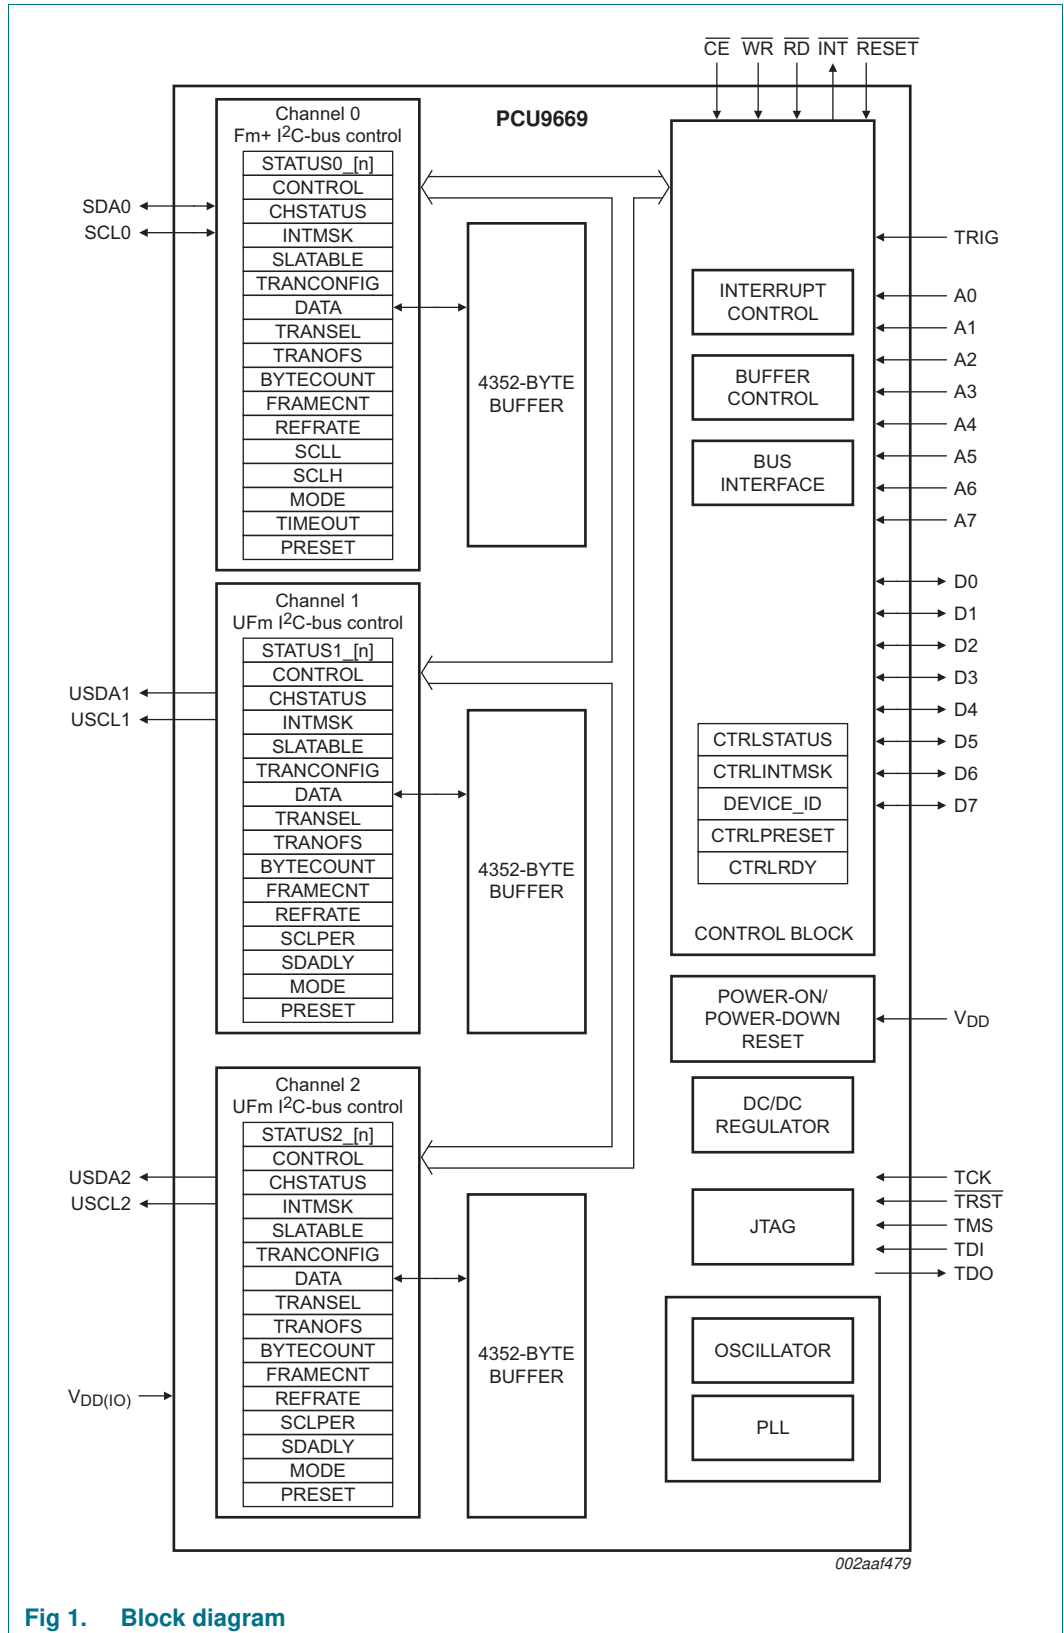 CE WR RD INT RESET
PCU9669
Channel 0
Fm+ I2C-bus control
STATUS0_[n]
CONTROL
CHSTATUS
INTMSK
SLATABLE
TRANCONFIG
DATA
TRANSEL
TRANOFS
BYTECOUNT
FRAMECNT
REFRATE
SCLL
SCLH
MODE
TIMEOUT
PRESET
SDA0
SCL0
4352-BYTE
BUFFER
Channel 1
UFm I2C-bus control
STATUS1_[n]
CONTROL
CHSTATUS
INTMSK
SLATABLE
TRANCONFIG
DATA
TRANSEL
TRANOFS
BYTECOUNT
FRAMECNT
REFRATE
SCLPER
SDADLY
MODE
PRESET
USDA1
USCL1
4352-BYTE
BUFFER
Channel 2
UFm I2C-bus control
STATUS2_[n]
CONTROL
CHSTATUS
INTMSK
SLATABLE
TRANCONFIG
DATA
TRANSEL
TRANOFS
BYTECOUNT
FRAMECNT
REFRATE
SCLPER
SDADLY
MODE
PRESET
USDA2
USCL2
VDD(IO)
4352-BYTE
BUFFER
INTERRUPT
CONTROL
BUFFER
CONTROL
BUS
INTERFACE
CTRLSTATUS
CTRLINTMSK
DEVICE_ID
CTRLPRESET
CTRLRDY
CONTROL BLOCK
TRIG
A0
A1
A2
A3
A4
A5
A6
A7
D0
D1
D2
D3
D4
D5
D6
D7
POWER-ON/
POWER-DOWN
RESET
VDD
DC/DC
REGULATOR
JTAG
TCK
TRST
TMS
TDI
TDO
OSCILLATOR
PLL
002aaf479
Fig 1. Block diagram